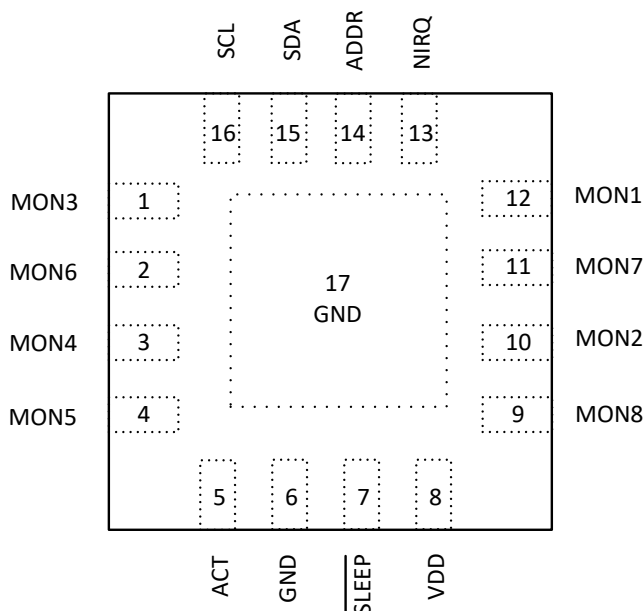 SCL SDA ADDR NIRQ
16 15 14 13
MON3 1 12 MON1
MON6 2 11 MON7
17
GND
MON4 3 10 MON2
MON5 4 9 MON8
5 6 7 8
ACT GND SLEEP VDD